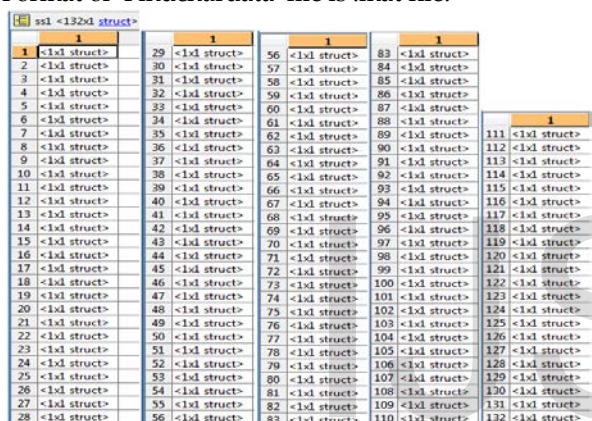 Format of 'Findchardata' file is .mat file.
ss1 <132x1 struct>
1
1 <1x1 struct>
2 <1x1 struct>
3 <1x1 struct>
4 <1x1 struct>
5 <1x1 struct>
6 <1x1 struct>
7 <1x1 struct>
8 <1x1 struct>
9 <1x1 struct>
10 <1x1 struct>
11 <1x1 struct>
12 <1x1 struct>
13 <1x1 struct>
14 <1x1 struct>
15 <1x1 struct>
16 <1x1 struct>
17 <1x1 struct>
18 <1x1 struct>
19 <1x1 struct>
20 <1x1 struct>
21 <1x1 struct>
22 <1x1 struct>
23 <1x1 struct>
24 <1x1 struct>
25 <1x1 struct>
26 <1x1 struct>
27 <1x1 struct>
28 <1x1 struct>
1
29 <1x1 struct>
30 <1x1 struct>
31 <1x1 struct>
32 <1x1 struct>
33 <1x1 struct>
34 <1x1 struct>
35 <1x1 struct>
36 <1x1 struct>
37 <1x1 struct>
38 <1x1 struct>
39 <1x1 struct>
40 <1x1 struct>
41 <1x1 struct>
42 <1x1 struct>
43 <1x1 struct>
44 <1x1 struct>
45 <1x1 struct>
46 <1x1 struct>
47 <1x1 struct>
48 <1x1 struct>
49 <1x1 struct>
50 <1x1 struct>
51 <1x1 struct>
52 <1x1 struct>
53 <1x1 struct>
54 <1x1 struct>
55 <1x1 struct>
56 <1x1 struct>
1
56 <1x1 struct>
57 <1x1 struct>
58 <1x1 struct>
59 <1x1 struct>
60 <1x1 struct>
61 <1x1 struct>
62 <1x1 struct>
63 <1x1 struct>
64 <1x1 struct>
65 <1x1 struct>
66 <1x1 struct>
67 <1x1 struct>
68 <1x1 struct>
69 <1x1 struct>
70 <1x1 struct>
71 <1x1 struct>
72 <1x1 struct>
73 <1x1 struct>
74 <1x1 struct>
75 <1x1 struct>
76 <1x1 struct>
77 <1x1 struct>
78 <1x1 struct>
79 <1x1 struct>
80 <1x1 struct>
81 <1x1 struct>
82 <1x1 struct>
83 <1x1 struct>
1
83 <1x1 struct>
84 <1x1 struct>
85 <1x1 struct>
86 <1x1 struct>
87 <1x1 struct>
88 <1x1 struct>
89 <1x1 struct>
90 <1x1 struct>
91 <1x1 struct>
92 <1x1 struct>
93 <1x1 struct>
94 <1x1 struct>
95 <1x1 struct>
96 <1x1 struct>
97 <1x1 struct>
98 <1x1 struct>
99 <1x1 struct>
100 <1x1 struct>
101 <1x1 struct>
102 <1x1 struct>
103 <1x1 struct>
104 <1x1 struct>
105 <1x1 struct>
106 <1x1 struct>
107 <1x1 struct>
108 <1x1 struct>
109 <1x1 struct>
110 <1x1 struct>
1
111 <1x1 struct>
112 <1x1 struct>
113 <1x1 struct>
114 <1x1 struct>
115 <1x1 struct>
116 <1x1 struct>
117 <1x1 struct>
118 <1x1 struct>
119 <1x1 struct>
120 <1x1 struct>
121 <1x1 struct>
122 <1x1 struct>
123 <1x1 struct>
124 <1x1 struct>
125 <1x1 struct>
126 <1x1 struct>
127 <1x1 struct>
128 <1x1 struct>
129 <1x1 struct>
130 <1x1 struct>
131 <1x1 struct>
132 <1x1 struct>